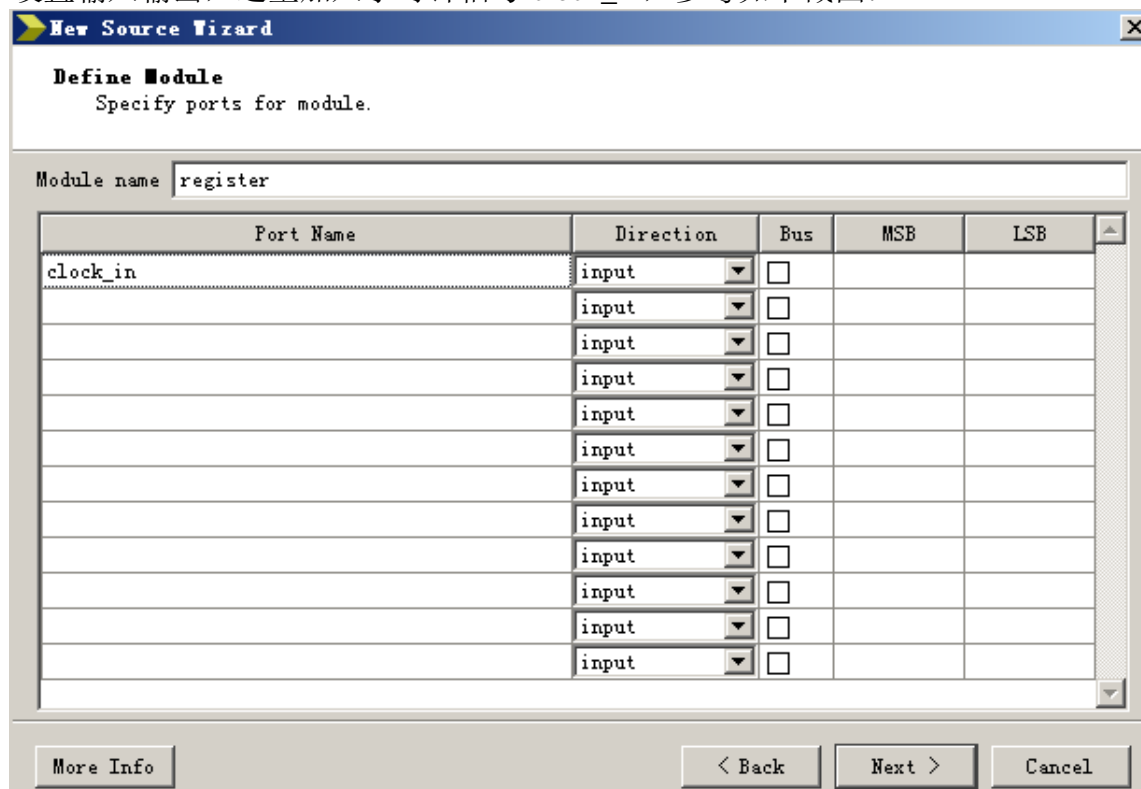 New Source Wizard
Define Module
Specify ports for module.
Module name register
Port Name Direction Bus MSB LSB
clock_in input
input
input
input
input
input
input
input
input
input
input
input
More Info < Back Next > Cancel